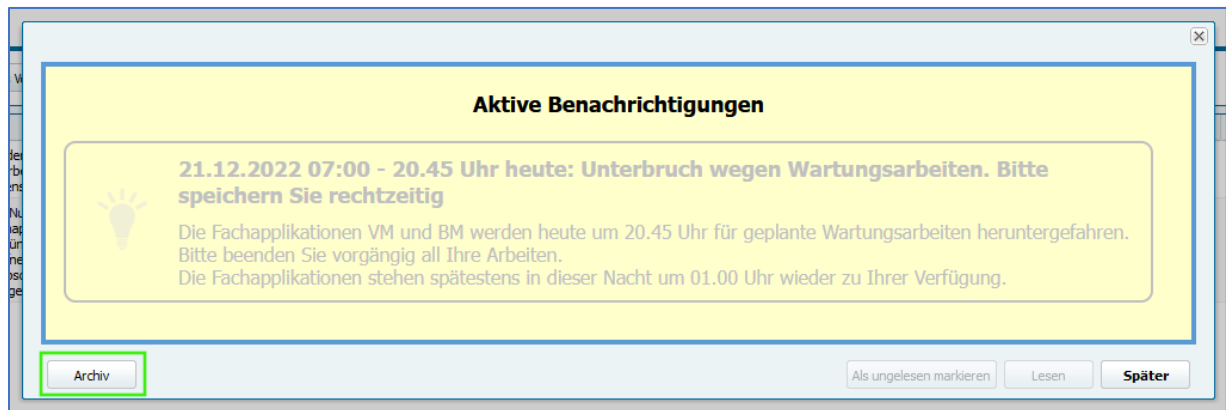 Aktive Benachrichtigungen
21.12.2022 07:00 - 20.45 Uhr heute: Unterbruch wegen Wartungsarbeiten. Bitte
speichern Sie rechtzeitig
Die Fachapplikationen VM und BM werden heute um 20.45 Uhr für geplante Wartungsarbeiten heruntergefahren.
Bitte beenden Sie vorgängig all Ihre Arbeiten.
Die Fachapplikationen stehen spätestens in dieser Nacht um 01.00 Uhr wieder zu Ihrer Verfügung.
Archiv Als ungelesen markieren Lesen Später